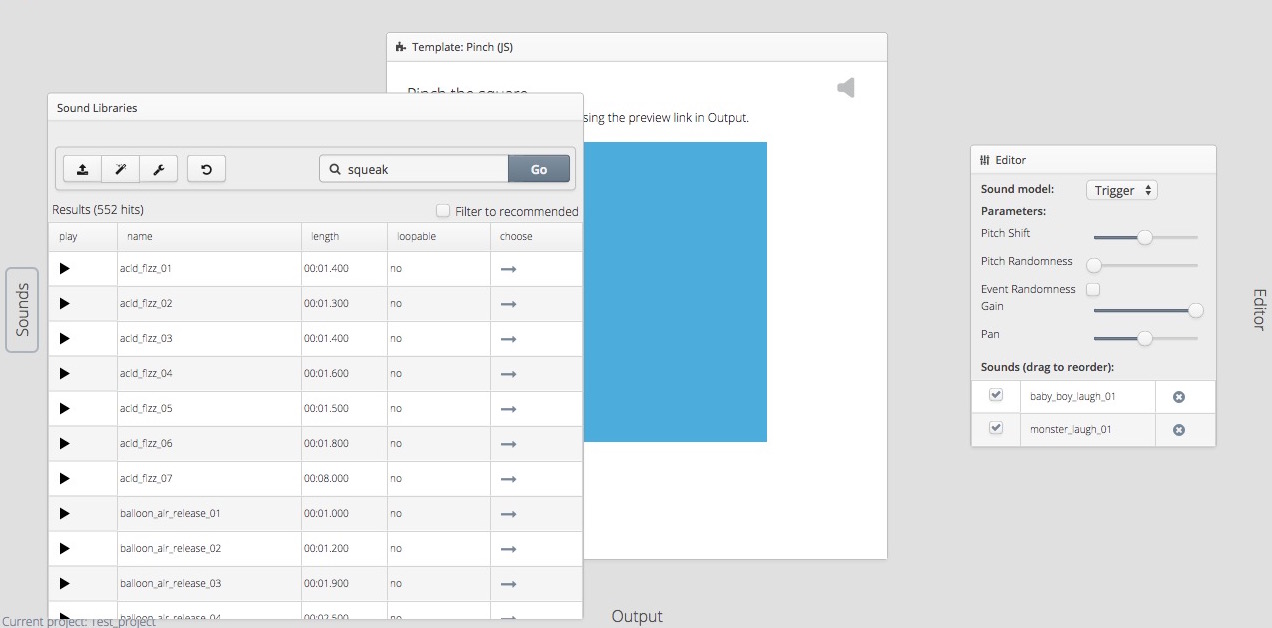 Template: Pinch (JS)
Pinch the square
sing the preview link in Output.
Sound Libraries
squeak
Go
Results (552 hits)
Filter to recommended
play name length loopable choose
acid_fizz_01 00:01.400 no
acid_fizz_02 00:01.300 no
acid_fizz_03 00:01.400 no
acid_fizz_04 00:01.600 no
acid_fizz_05 00:01.500 no
acid_fizz_06 00:01.800 no
acid_fizz_07 00:08.000 no
balloon_air_release_01 00:01.000 no
balloon_air_release_02 00:01.200 no
balloon_air_release_03 00:01.900 no
balloon_air_release_04 00:02.500 no
Sounds
Current project: Test_project
Output
Editor
Sound model: Trigger
Parameters:
Pitch Shift
Pitch Randomness
Event Randomness
Gain
Pan
Sounds (drag to reorder):
baby_boy_laugh_01
monster_laugh_01
Editor